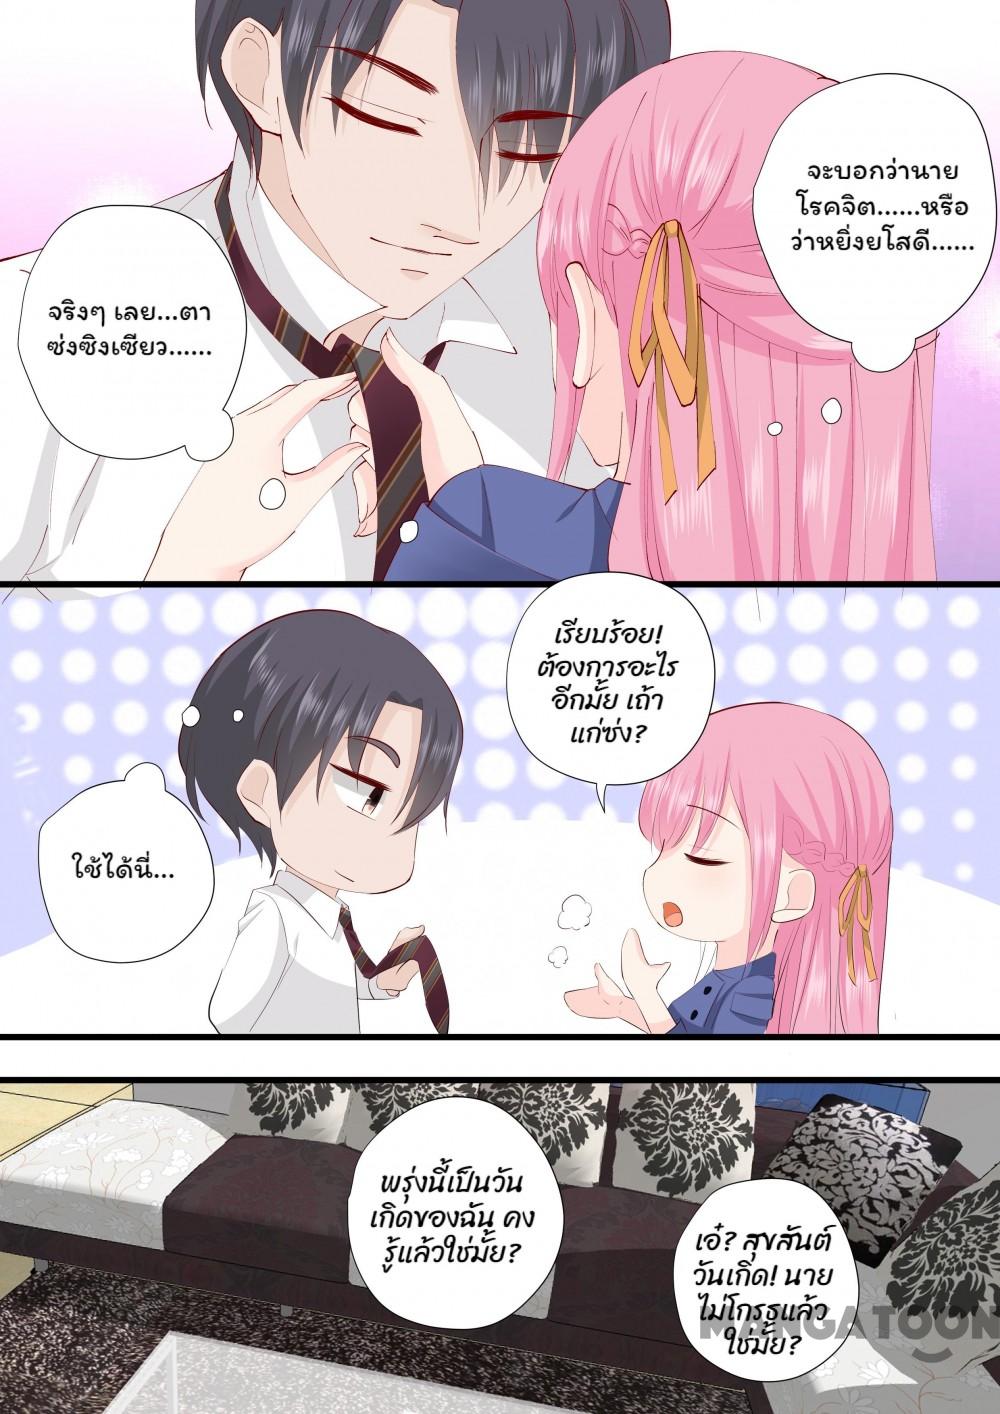 จะบอกว่านาย
โรคจิต......หรือ
ว่าหยิ่งยโสดี......
จริงๆ เลย...ตา
ซ่งซิงเซียว......
เรียบร้อย!
ต้องการอะไร
อีกมั้ย เถ้า
แก่ซ่ง?
ใช้ได้นี่...
พรุ่งนี้เป็นวัน
เกิดของฉัน คง
รู้แล้วใช่มั้ย?
เอ๋? สุขสันต์
วันเกิด! นาย
ไม่โกรธแล้ว
ใช่มั้ย?
MANGATOON